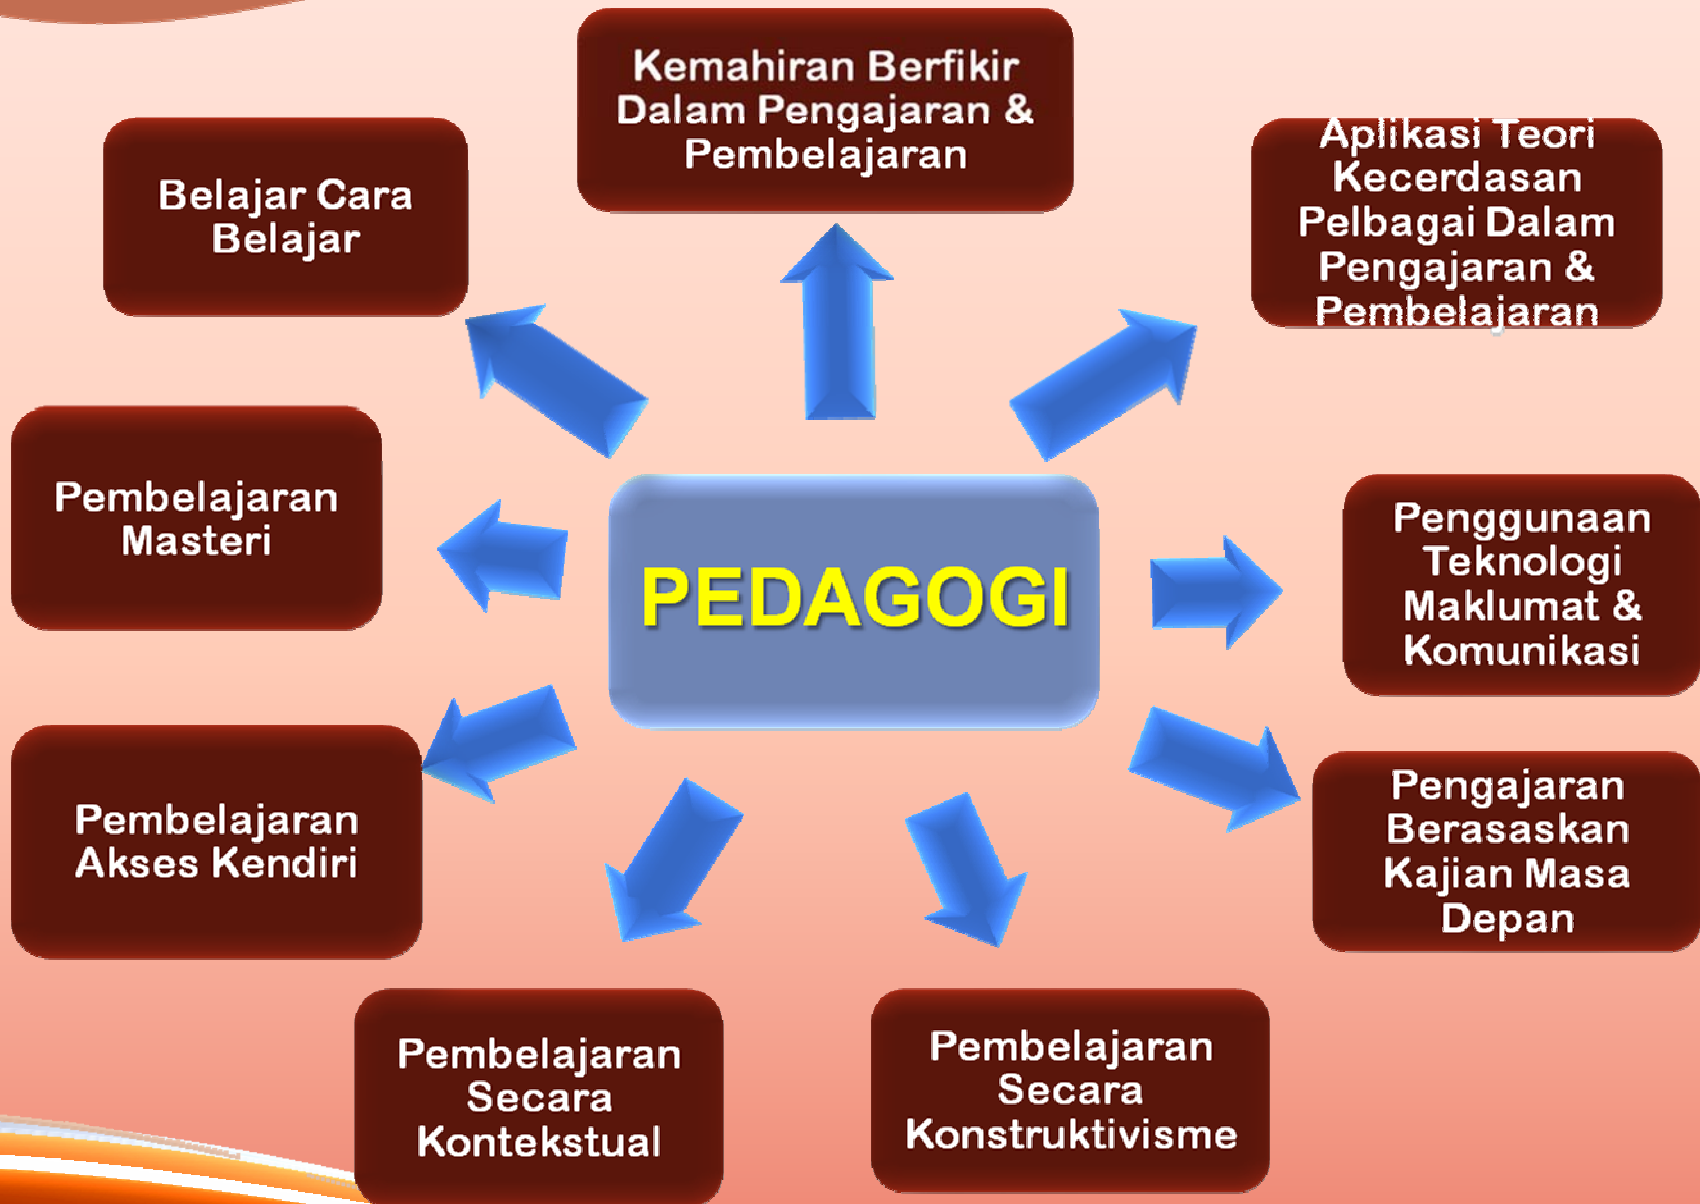 Kemahiran Berfikir
Dalam Pengajaran &
Pembelajaran
Belajar Cara
Belajar
Aplikasi Teori
Kecerdasan
Pelbagai Dalam
Pengajaran &
Pembelajaran
Pembelajaran
Masteri
PEDAGOGI
Penggunaan
Teknologi
Maklumat &
Komunikasi
Pembelajaran
Akses Kendiri
Pengajaran
Berasaskan
Kajian Masa
Depan
Pembelajaran
Secara
Kontekstual
Pembelajaran
Secara
Konstruktivisme